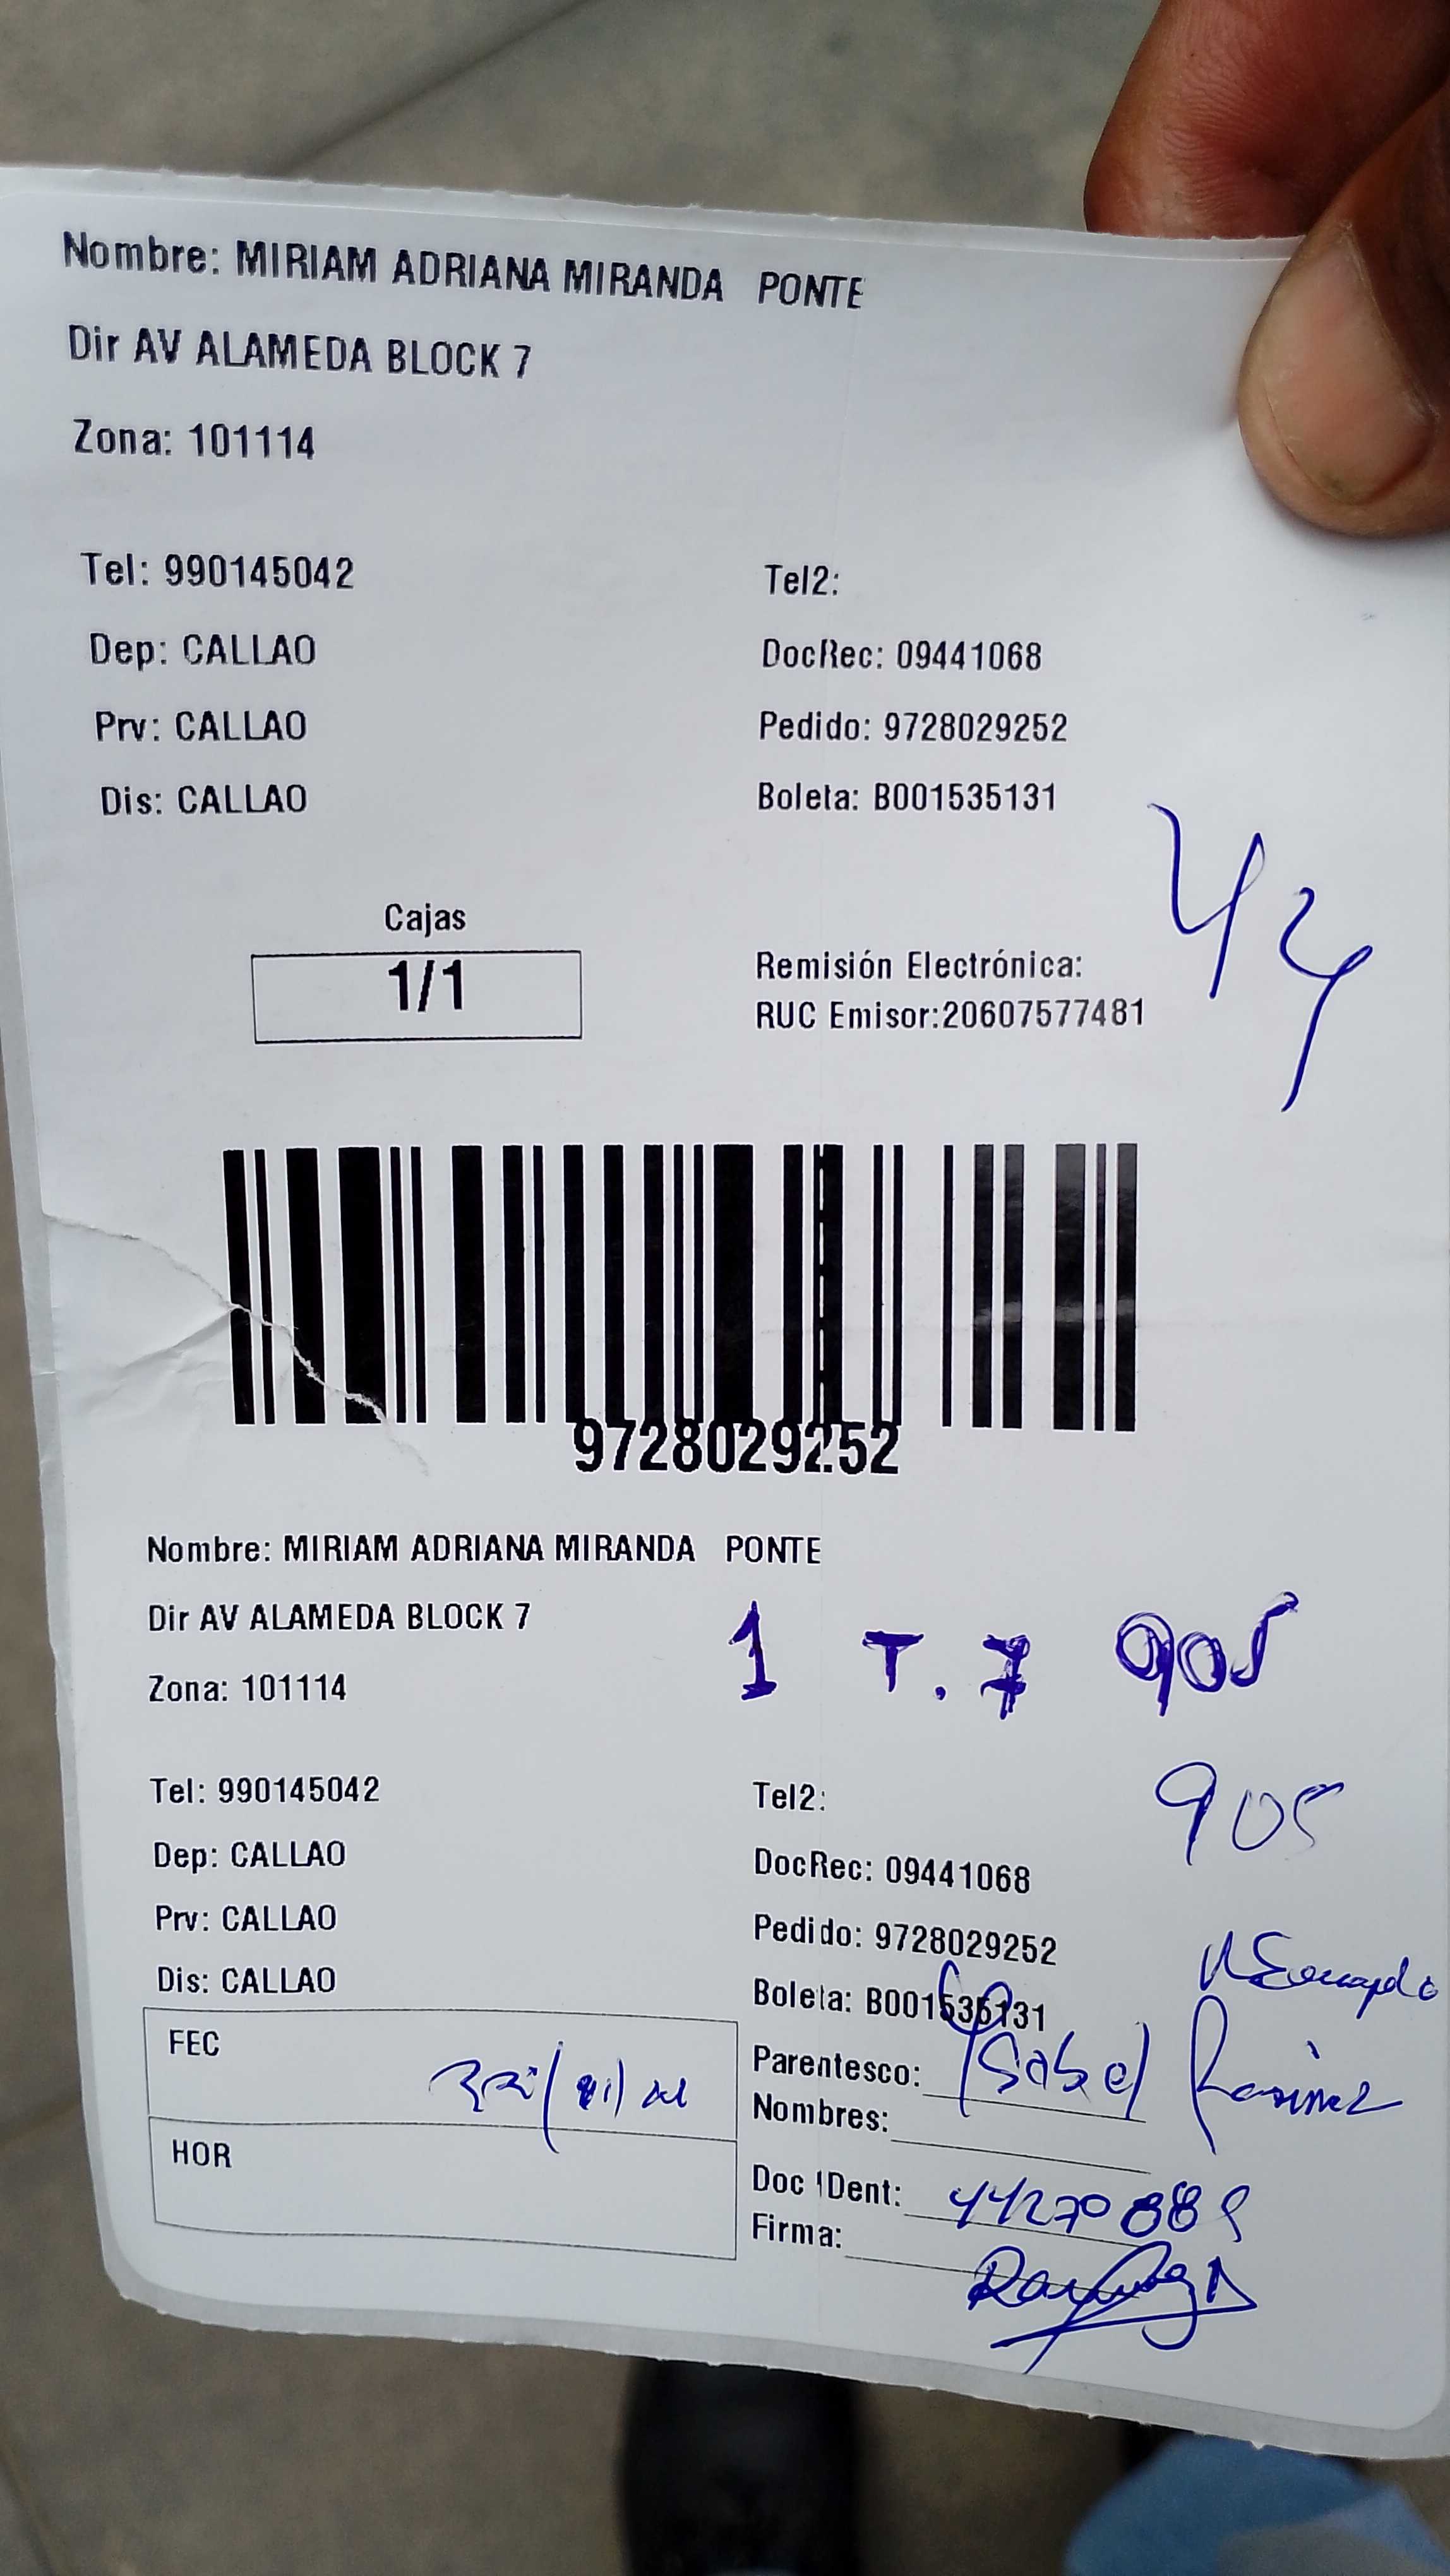 Nombre: MIRIAM ADRIANA MIRANDA PONTE
Dir AV ALAMEDA BLOCK 7
Zona: 101114
Tel: 990145042
Tel2:
Dep: CALLAO
DocRec: 09441068
Prv: CALLAO
Pedido: 9728029252
Dis: CALLAO
Boleta: B001535131
44
Cajas
1/1
Remisión Electrónica:
RUC Emisor:20607577481
9728029252
Nombre: MIRIAM ADRIANA MIRANDA PONTE
Dir AV ALAMEDA BLOCK 7
1 T. 7 905
Zona: 101114
Tel: 990145042
Tel2:
905
Dep: CALLAO
DocRec: 09441068
Prv: CALLAO
Pedido: 9728029252
Dis: CALLAO
Boleta: B001535131
FEC
Parentesco: Isabel
Nombres:
HOR
Doc IDent: 44270889
Firma: